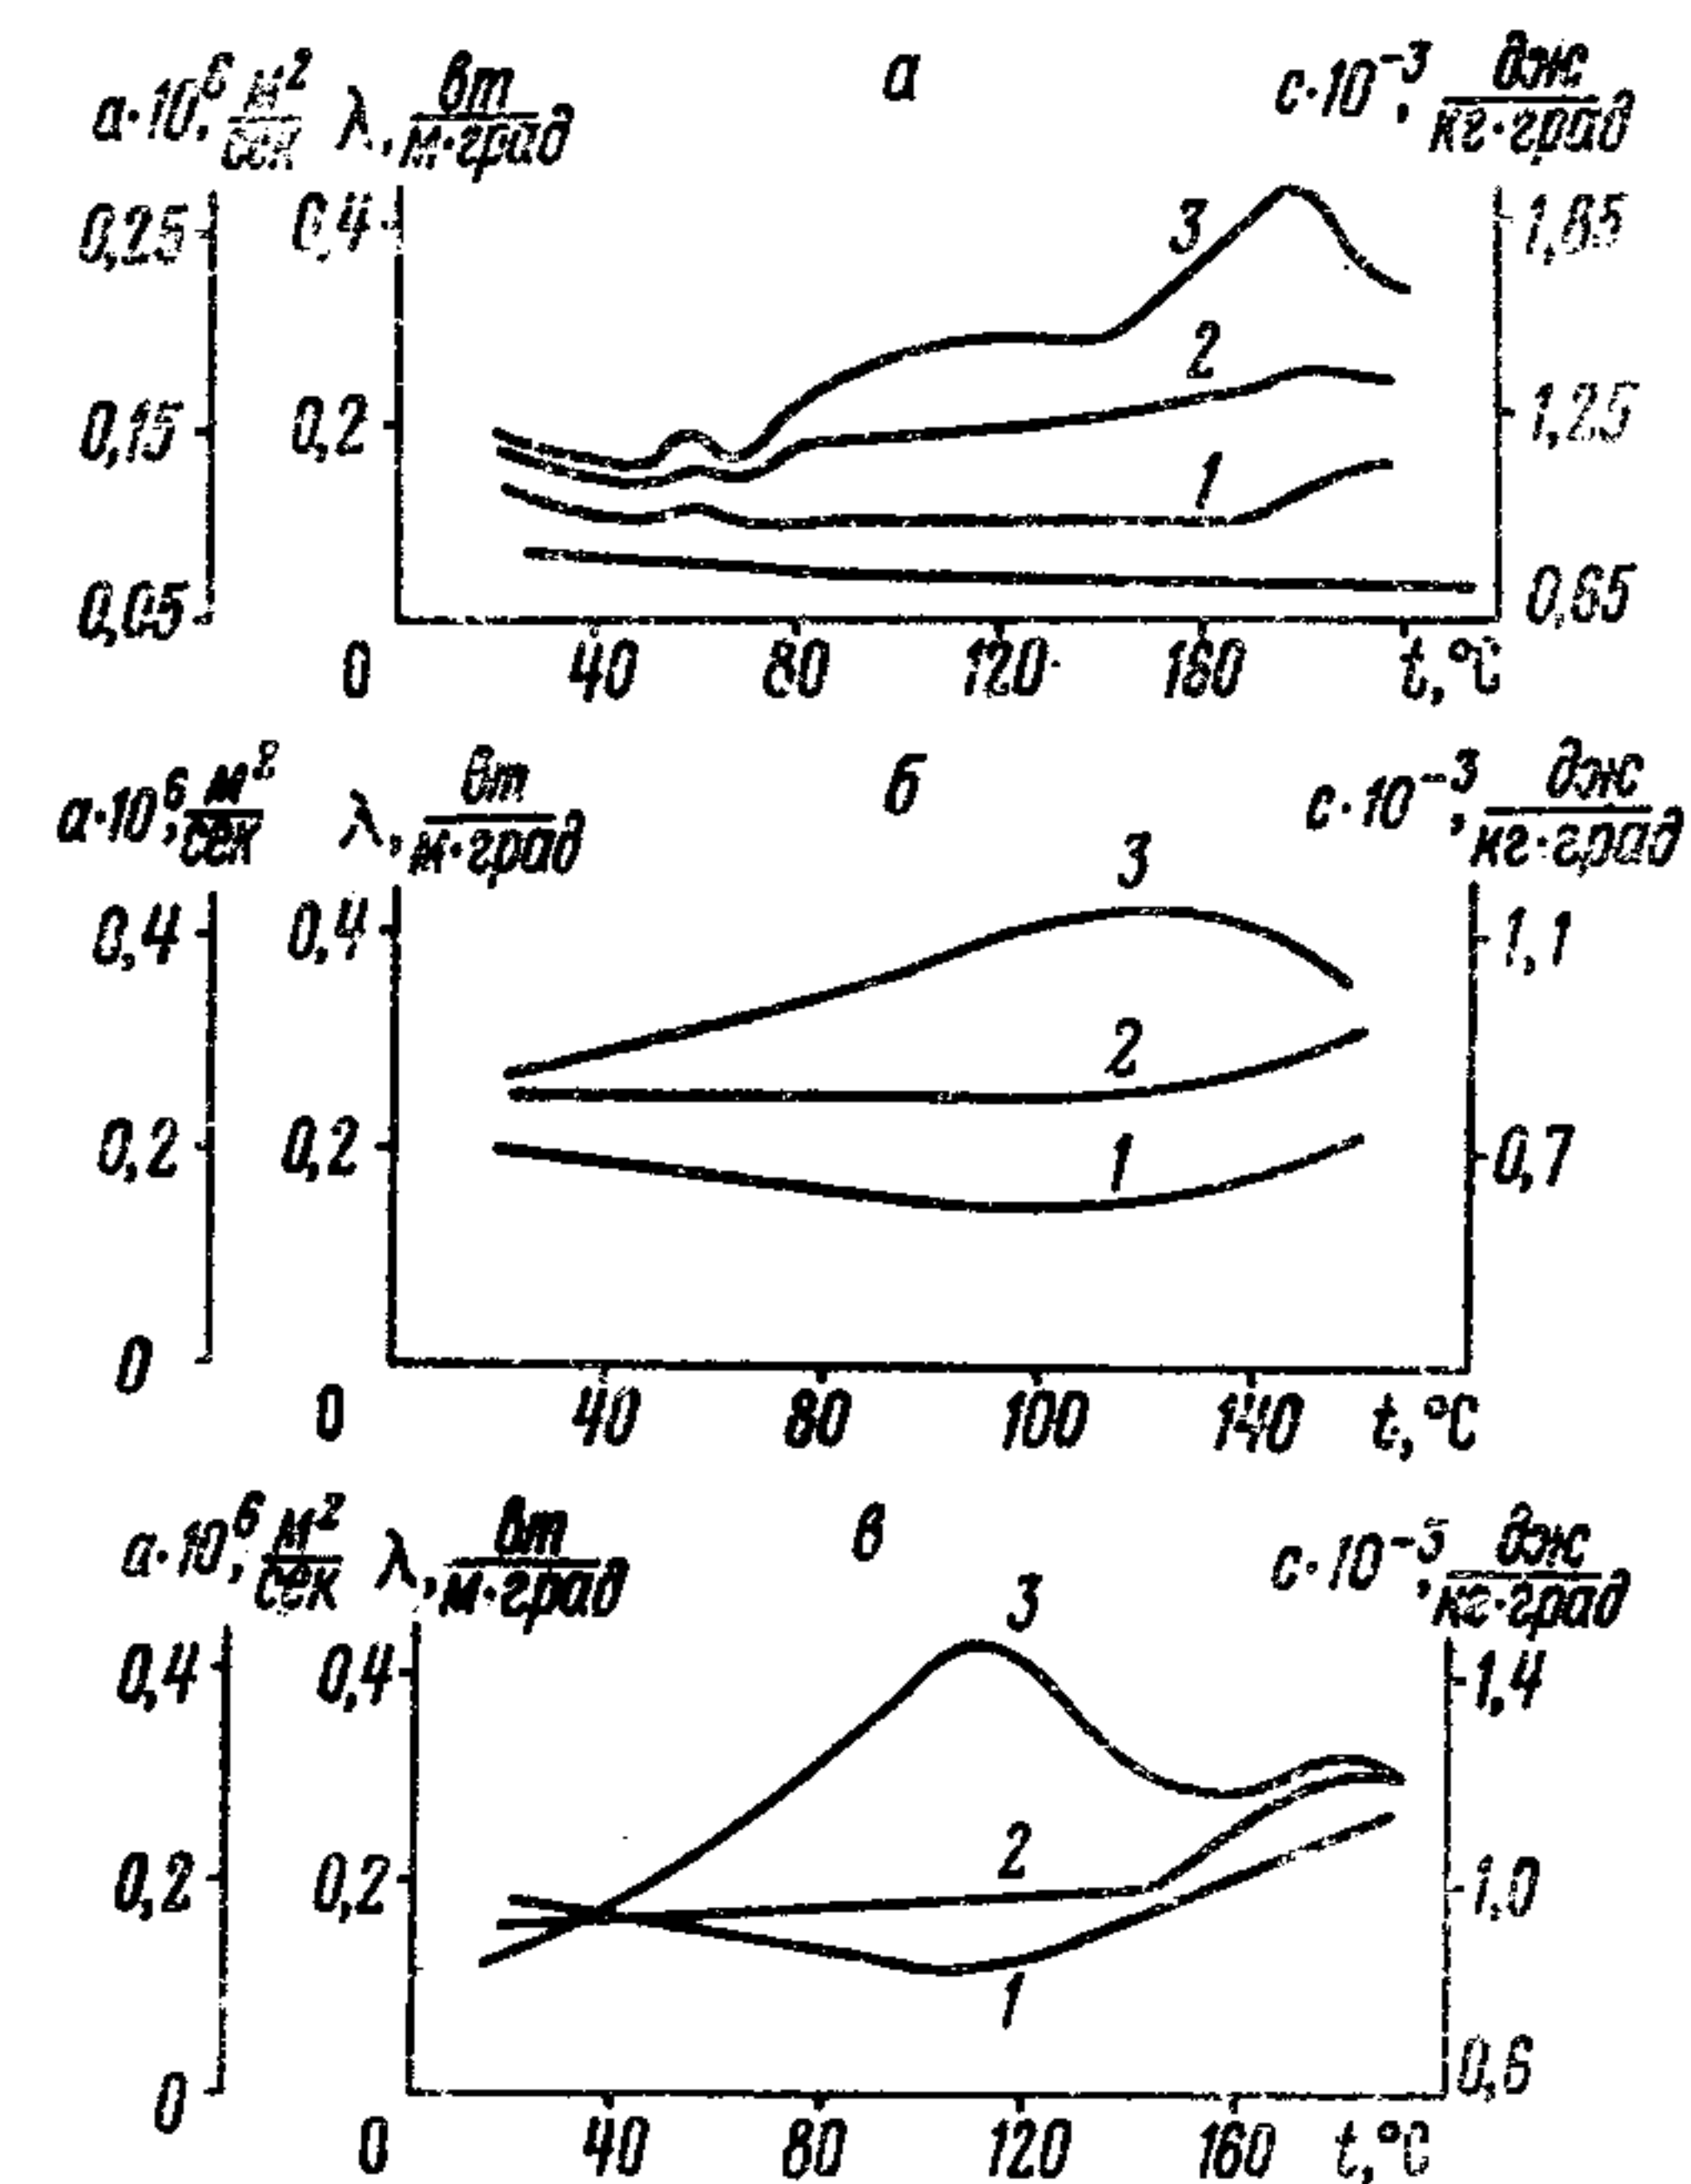 а
a·10⁶, м²/сек λ, вт/м·град c·10⁻³, дж/кг·град
0,25 0,4 3 1,85
2
0,15 0,2 1,25
1
0,05 0,65
0 40 80 120 160 t,°C
б
a·10⁶, м²/сек λ, вт/м·град c·10⁻³, дж/кг·град
3
0,4 0,4 1,1
2
0,2 0,2 1 0,7
0
0 40 80 100 140 t,°C
в
a·10⁶, м²/сек λ, вт/м·град c·10⁻³, дж/кг·град
3
0,4 0,4 1,4
2
0,2 0,2 1,0
1
0 0,6
0 40 80 120 160 t,°C